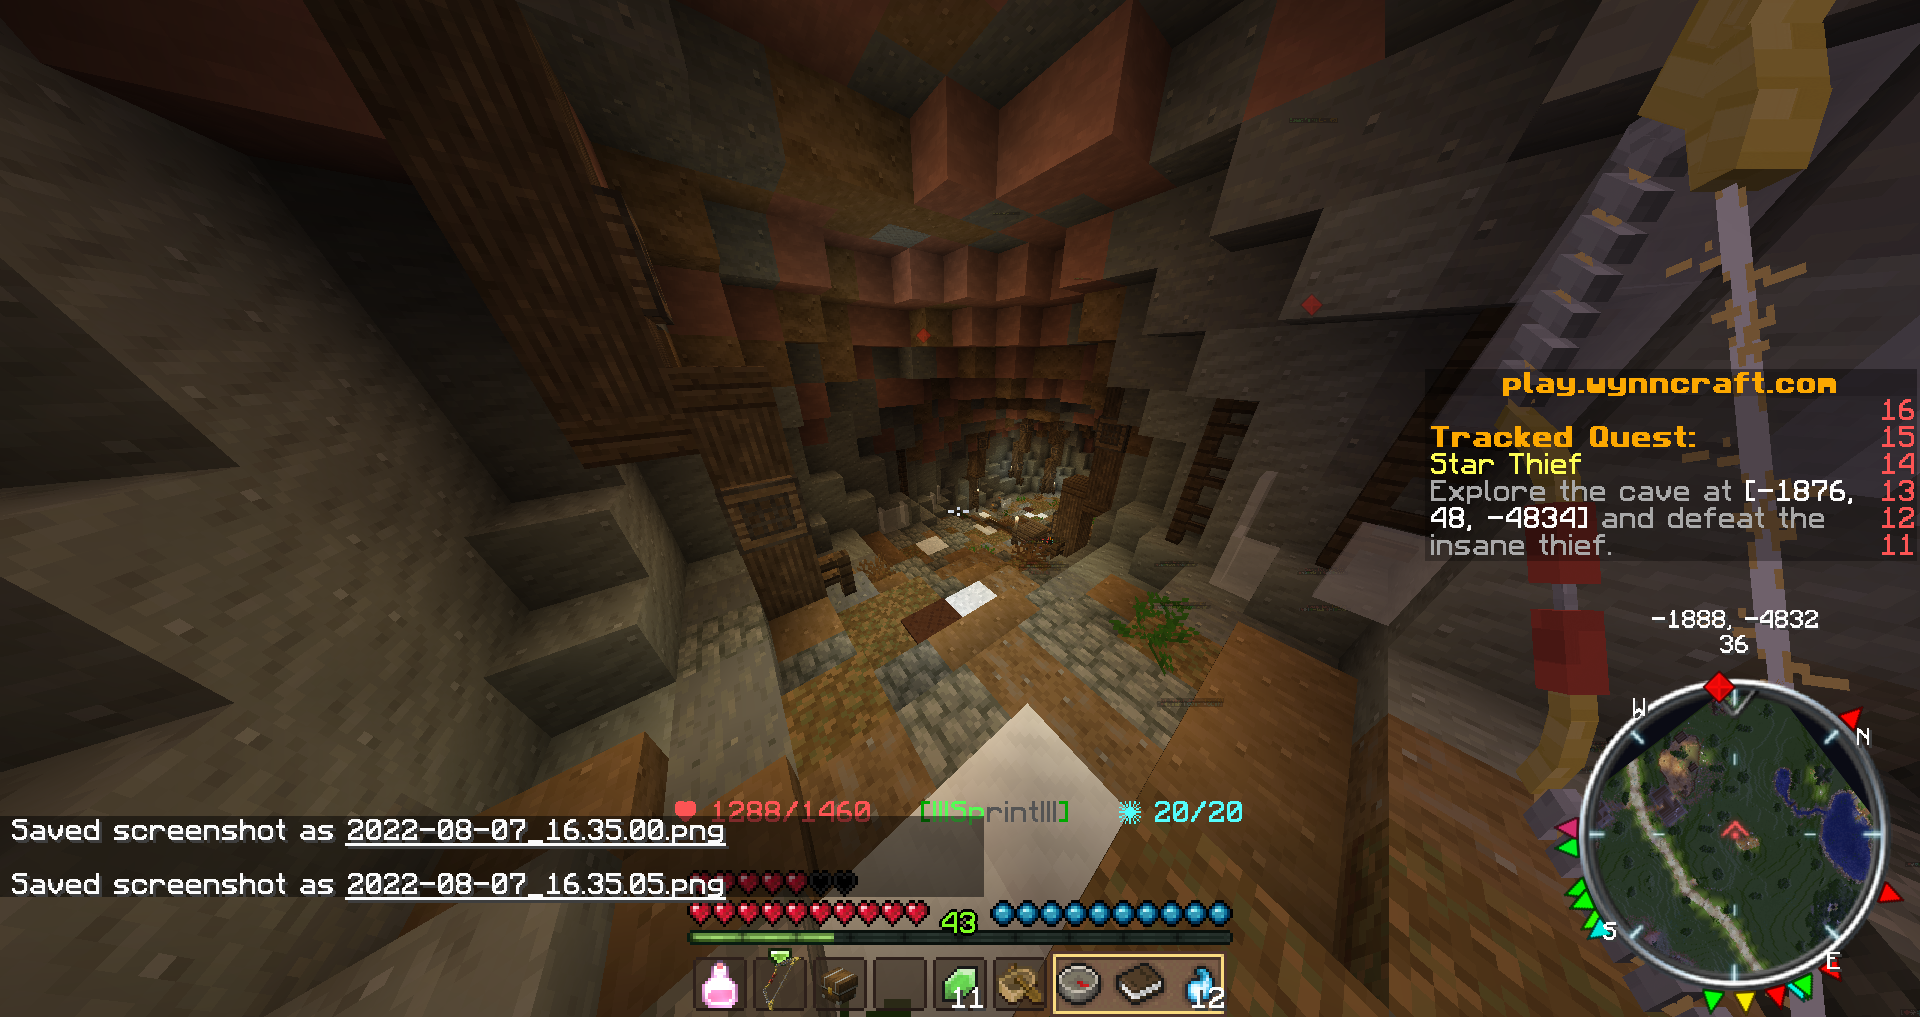 play.wynncraft.com
16
Tracked Quest: 15
Star Thief 14
Explore the cave at [-1876, 13
48, -4834] and defeat the 12
insane thief. 11
-1888, -4832
36
W
N
S
E
1288/1460 [lllSprintlll] 20/20
Saved screenshot as 2022-08-07_16.35.00.png
Saved screenshot as 2022-08-07_16.35.05.png
43
11
12